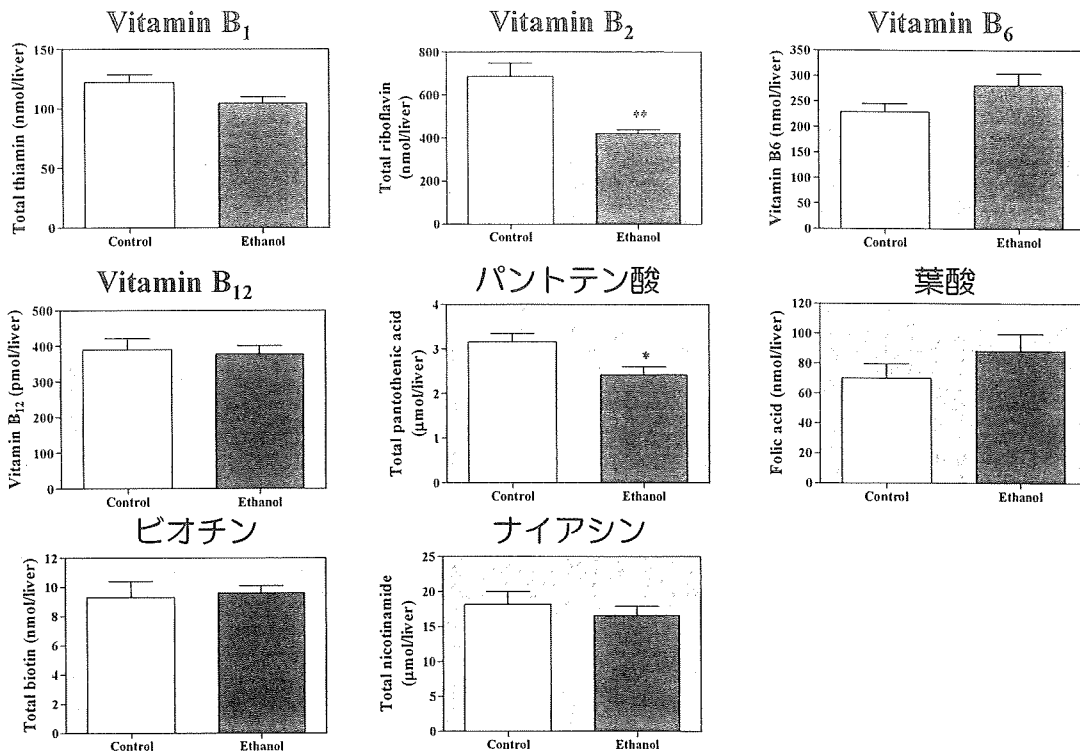 Vitamin B₁
Total thiamin (nmol/liver)
150
100
50
0
Control
Ethanol
Vitamin B₂
Total riboflavin
(nmol/liver)
800
600
400
600
0
**
Control
Ethanol
Vitamin B₆
Vitamin B6 (nmol/liver)
350
300
250
200
150
100
50
0
Control
Ethanol
Vitamin B₁₂
Vitamin B₁₂ (pmol/liver)
500
400
300
200
100
0
Control
Ethanol
パントテン酸
Total pantothenic acid
(µmol/liver)
4
3
2
1
0
*
Control
Ethanol
葉酸
Folic acid (nmol/liver)
120
100
80
60
40
20
0
Control
Ethanol
ビオチン
Total biotin (nmol/liver)
12
10
8
6
4
2
0
Control
Ethanol
ナイアシン
Total nicotinamide
(µmol/liver)
25
20
15
10
5
0
Control
Ethanol